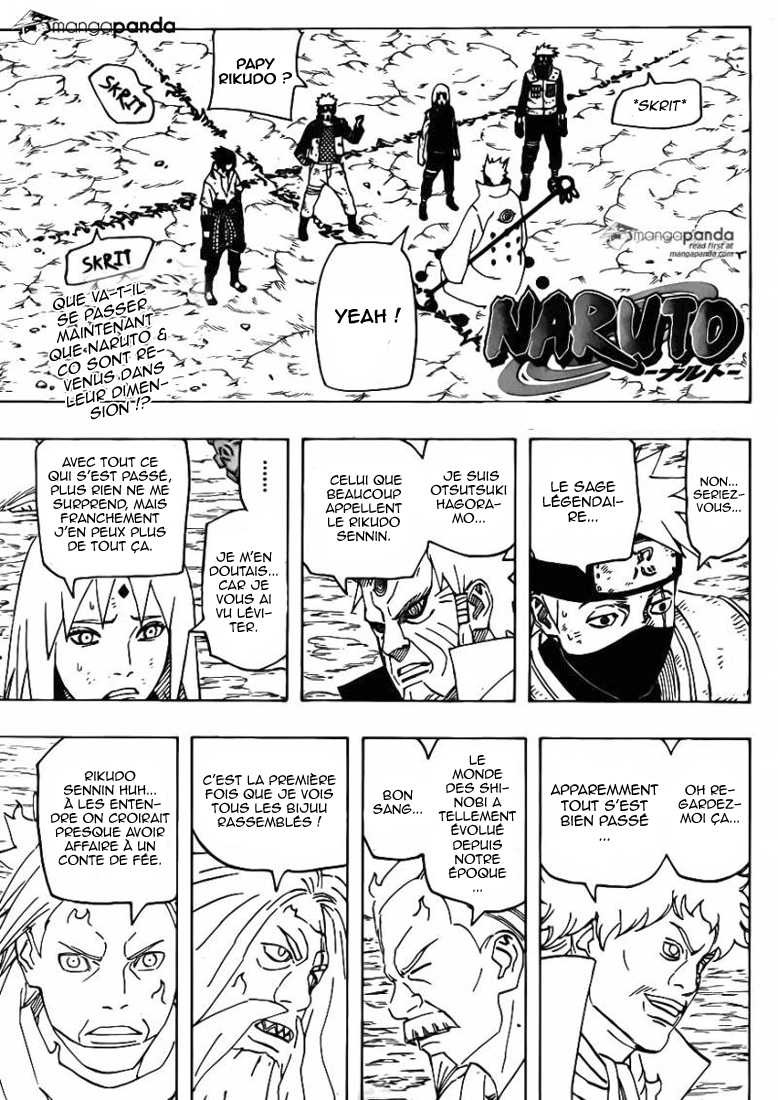 mangapanda
PAPY
RIKUDO ?
SKRIT
*SKRIT*
SKRIT
mangapanda
read first at
mangapanda.com
YEAH !
NARUTO
-ナルト-
QUE VA-T-IL
SE PASSER
MAINTENANT
QUE NARUTO &
CO SONT RE-
VENUS DANS
LEUR DIMEN-
SION !?
NON...
SERIEZ-
VOUS...
LE SAGE
LÉGENDAI-
RE...
忍
JE SUIS
OTSUTSUKI
HAGORO-
MO...
CELUI QUE
BEAUCOUP
APPELLENT
LE RIKUDO
SENNIN.
......
JE M'EN
DOUTAIS...
CAR JE
VOUS AI
VU LÉVI-
TER.
AVEC TOUT CE
QUI S'EST PASSÉ,
PLUS RIEN NE ME
SURPREND, MAIS
FRANCHEMENT
J'EN PEUX PLUS
DE TOUT ÇA.
OH RE-
GARDEZ-
MOI ÇA...
APPAREMMENT
TOUT S'EST
BIEN PASSÉ
...
LE
MONDE
DES SHI-
NOBI A
TELLEMENT
ÉVOLUÉ
DEPUIS
NOTRE
ÉPOQUE
...
BON
SANG...
C'EST LA PREMIÈRE
FOIS QUE JE VOIS
TOUS LES BIJUU
RASSEMBLÉS !
RIKUDO
SENNIN HUH...
À LES ENTEN-
DRE ON CROIRAIT
PRESQUE AVOIR
AFFAIRE À UN
CONTE DE FÉE.